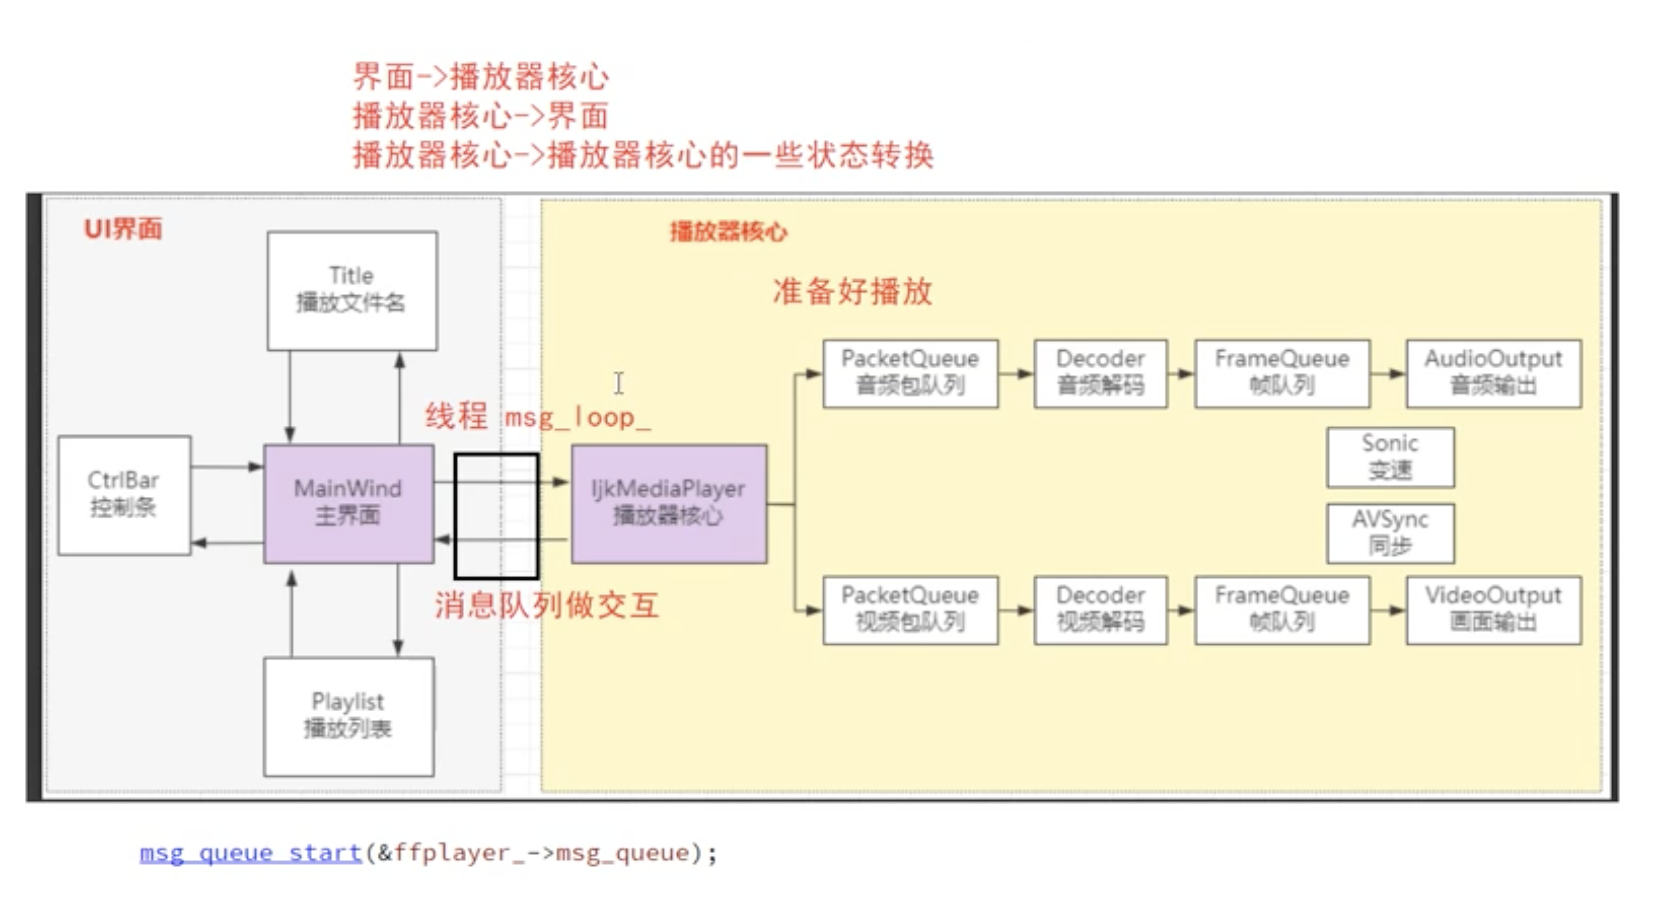 界面->播放器核心
播放器核心->界面
播放器核心->播放器核心的一些状态转换
UI界面
播放器核心
Title
播放文件名
准备好播放
PacketQueue
音频包队列
Decoder
音频解码
FrameQueue
帧队列
AudioOutput
音频输出
线程 msg_loop_
Sonic
变速
CtrlBar
控制条
MainWind
主界面
IjkMediaPlayer
播放器核心
AVSync
同步
消息队列做交互
PacketQueue
视频包队列
Decoder
视频解码
FrameQueue
帧队列
VideoOutput
画面输出
Playlist
播放列表
msg_queue_start(&ffplayer_->msg_queue);